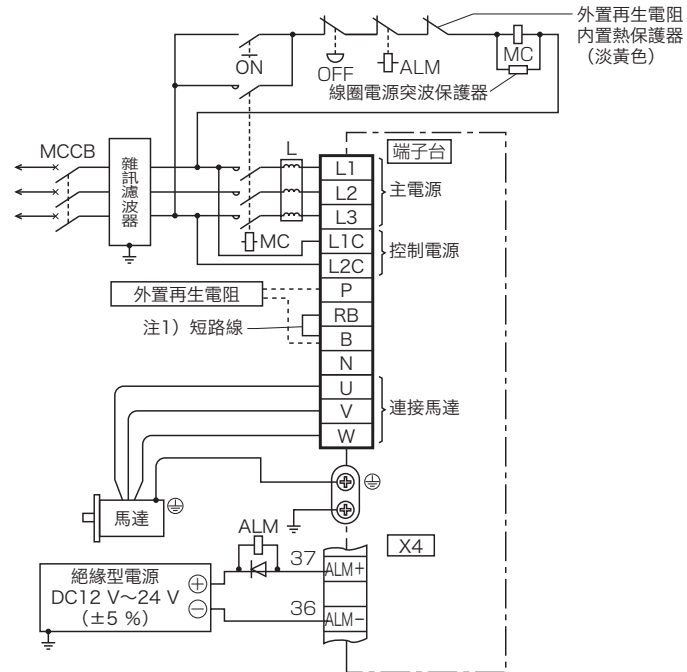 外置再生電阻
內置熱保護器
（淡黃色）
ON
OFF
ALM
MC
線圈電源突波保護器
MCCB
雜訊濾波器
L
端子台
L1
L2
L3
主電源
MC
L1C
L2C
控制電源
外置再生電阻
P
RB
注1）短路線
B
N
U
V
W
連接馬達
馬達
ALM
X4
37
ALM+
絕緣型電源
DC12 V～24 V
（±5 %）
36
ALM−